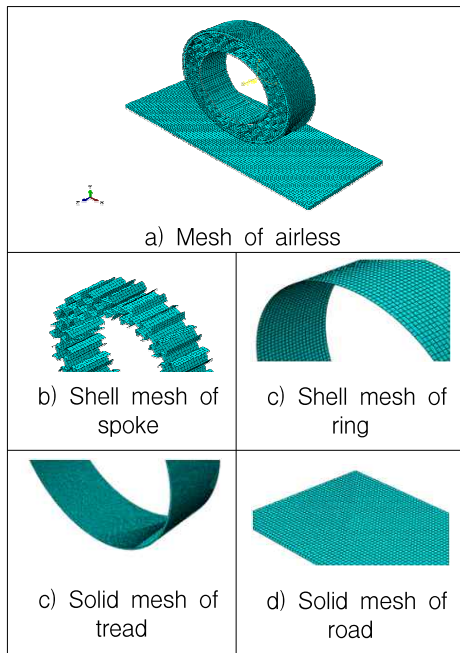 a) Mesh of airless
b) Shell mesh of
spoke
c) Shell mesh of
ring
c) Solid mesh of
tread
d) Solid mesh of
road